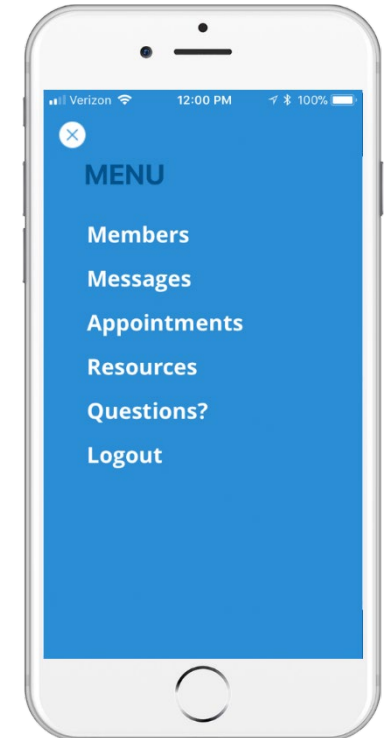 Verizon 12:00 PM 100%
MENU
Members
Messages
Appointments
Resources
Questions?
Logout